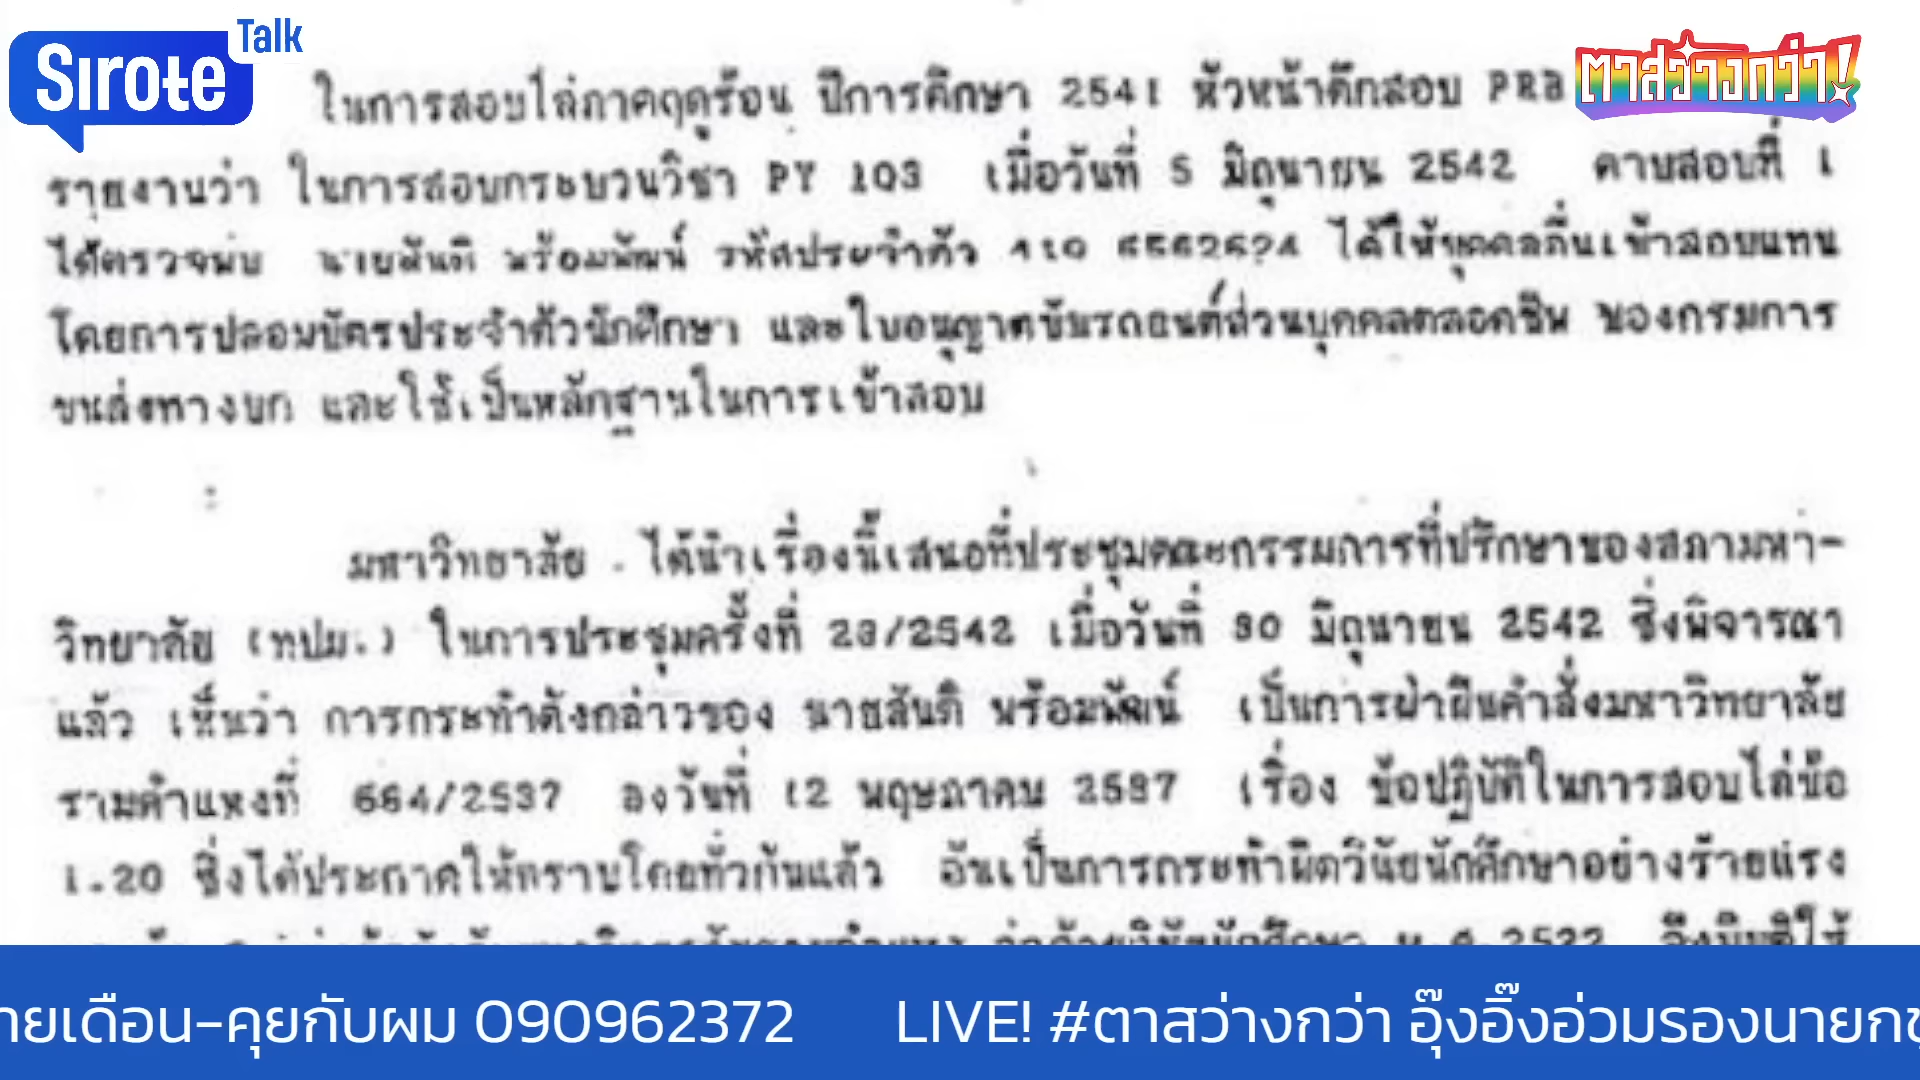 Sirote Talk
ตาสว่างกว่า!
ในการสอบไล่ภาคฤดูร้อน ปีการศึกษา 2541 หัวหน้าตึกสอบ PRB
รายงานว่า ในการสอบกระบวนวิชา PY 103 เมื่อวันที่ 5 มิถุนายน 2542 คาบสอบที่ 1
ได้ตรวจพบ นายสันติ พร้อมพัฒน์ รหัสประจำตัว ได้ให้บุคคลอื่นเข้าสอบแทน
โดยการปลอมบัตรประจำตัวนักศึกษา และใบอนุญาตขับรถยนต์ส่วนบุคคลตลอดชีพ ของกรมการ
ขนส่งทางบก และใช้เป็นหลักฐานในการเข้าสอบ
มหาวิทยาลัย ได้นำเรื่องนี้เสนอที่ประชุมคณะกรรมการที่ปรึกษาของสภามหา-
วิทยาลัย (ทปม.) ในการประชุมครั้งที่ 23/2542 เมื่อวันที่ 30 มิถุนายน 2542 ซึ่งพิจารณา
แล้ว เห็นว่า การกระทำดังกล่าวของ นายสันติ พร้อมพัฒน์ เป็นการฝ่าฝืนคำสั่งมหาวิทยาลัย
รามคำแหงที่ 664/2537 ลงวันที่ 12 พฤษภาคม 2537 เรื่อง ข้อปฏิบัติในการสอบไล่ข้อ
1.20 ซึ่งได้ประกาศให้ทราบโดยทั่วกันแล้ว อันเป็นการกระทำผิดวินัยนักศึกษาอย่างร้ายแรง
ายเดือน-คุยกับผม 090962372 LIVE! #ตาสว่างกว่า อุ๊งอิ๊งอ่วมรองนายกข